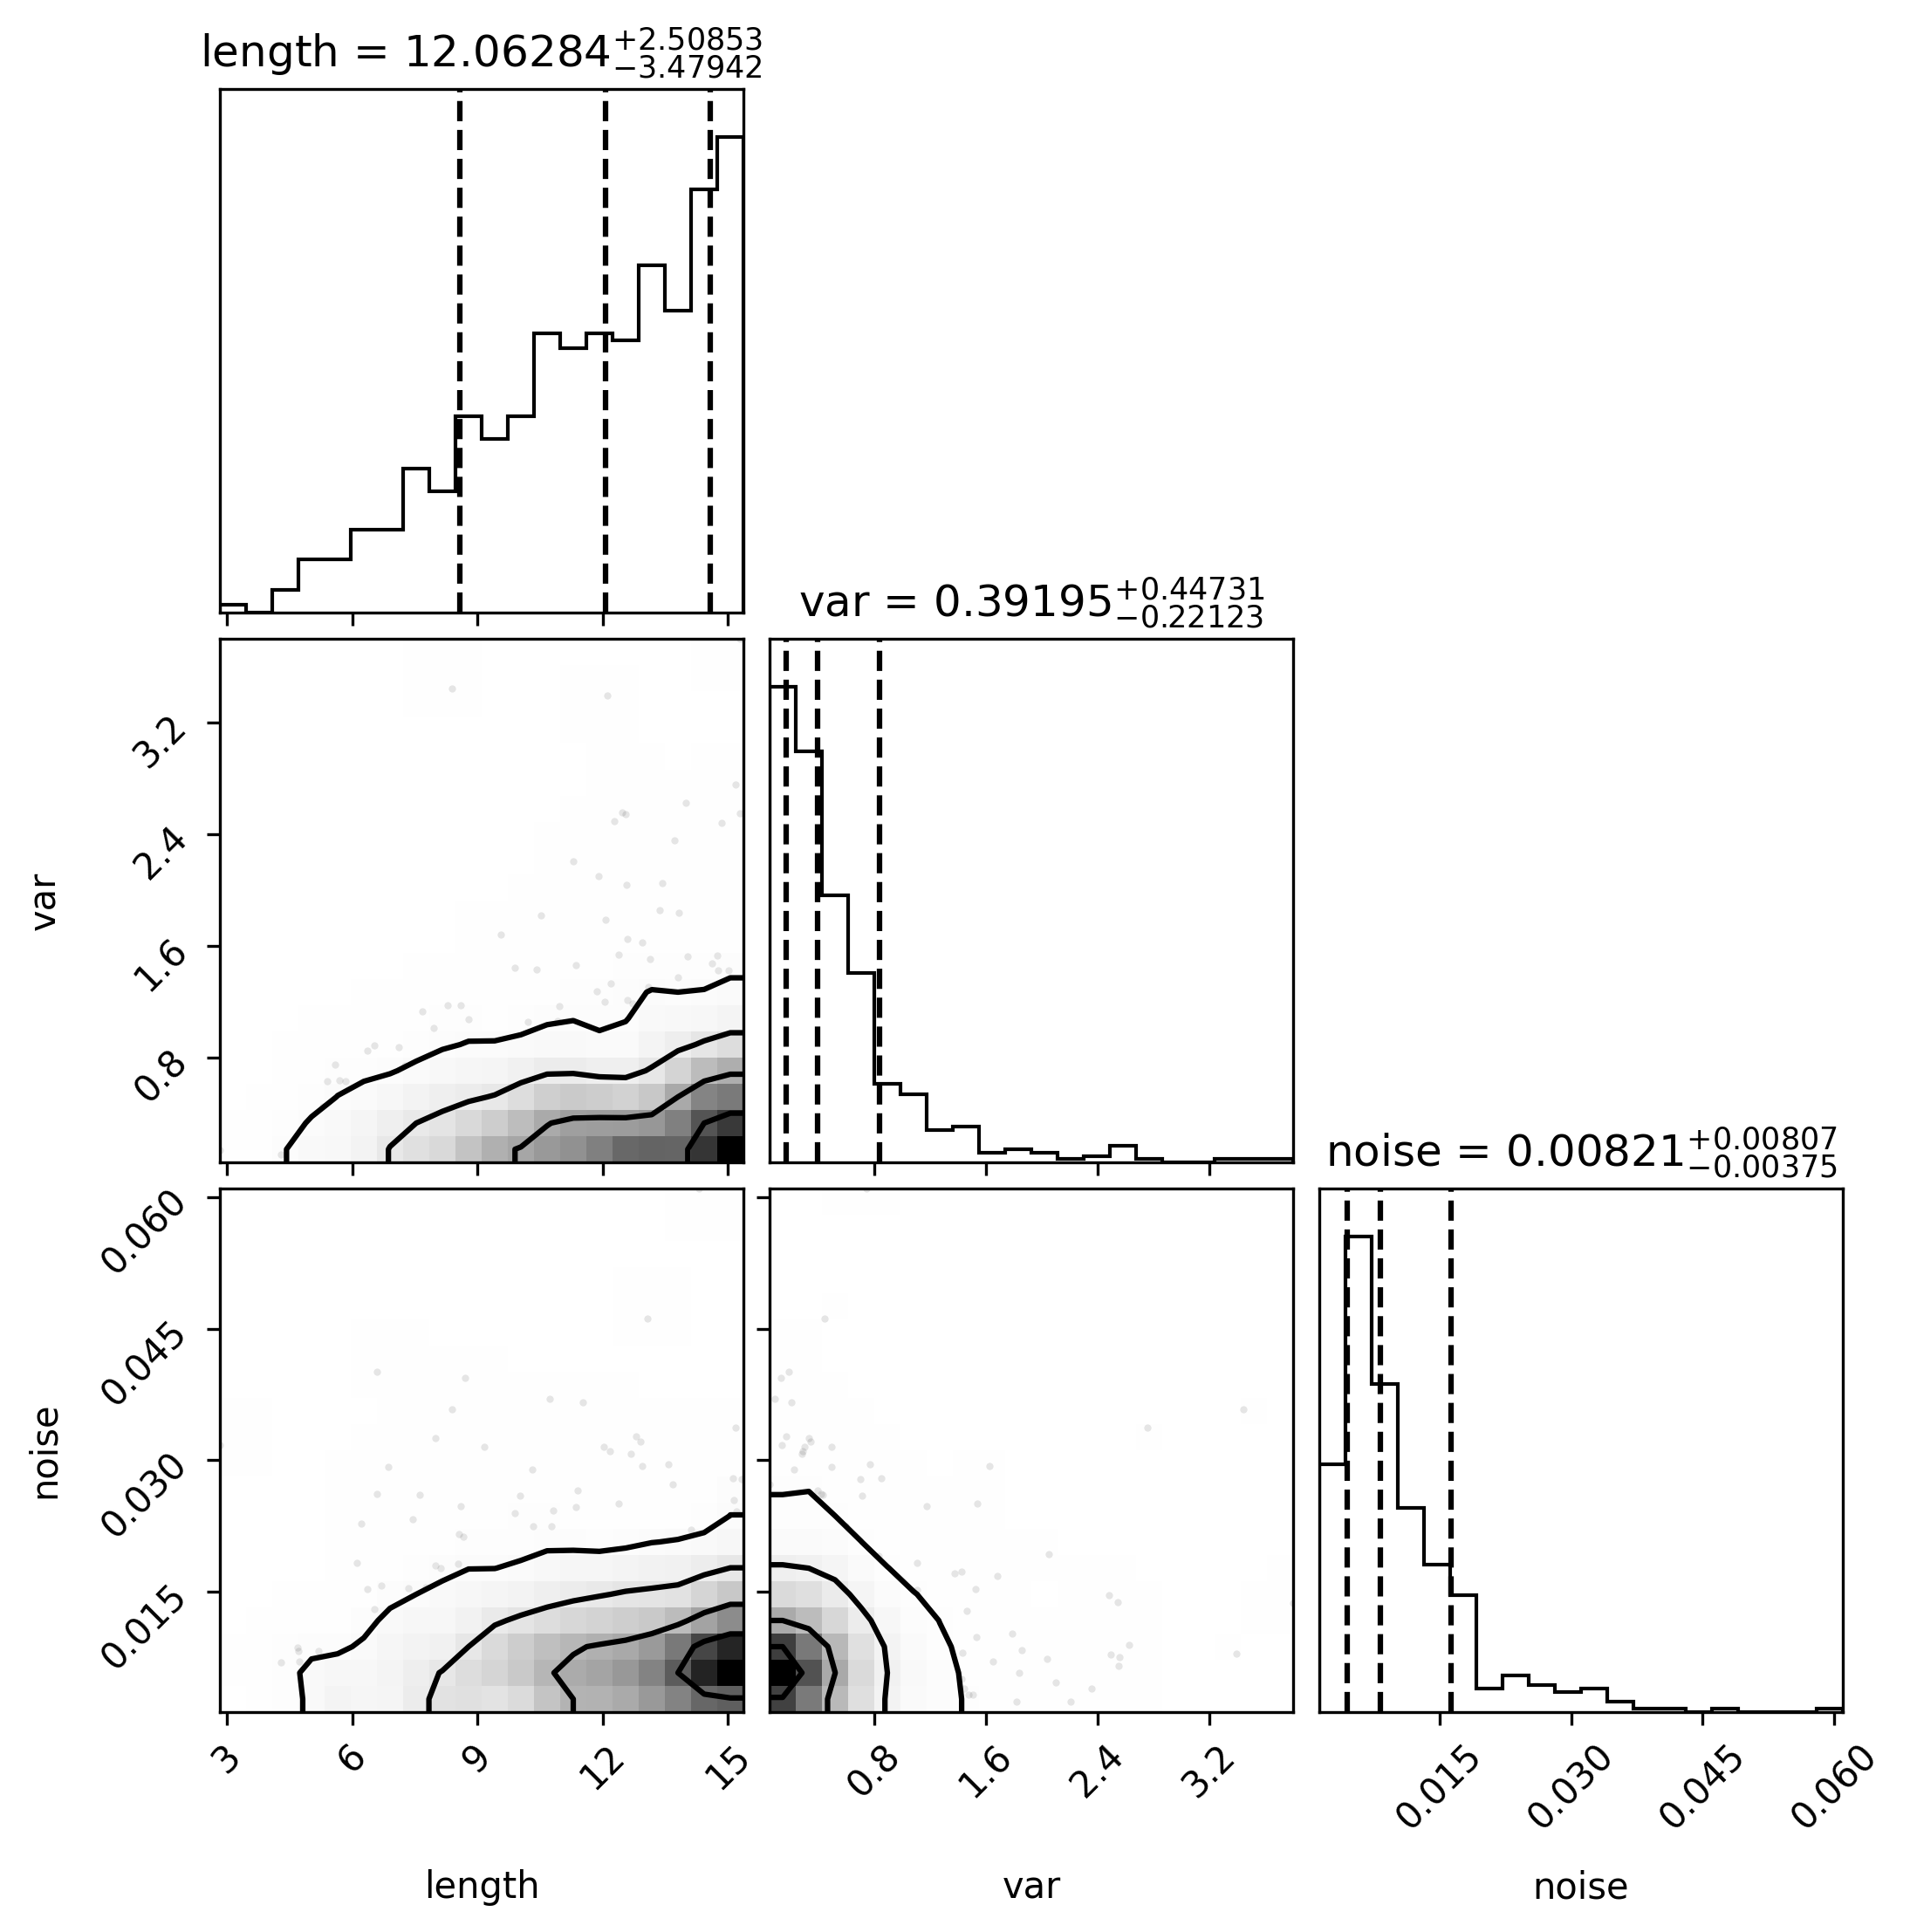 length = 12.06284 +2.50853 −3.47942
var = 0.39195 +0.44731 −0.22123
3.2
2.4
1.6
0.8
var
noise = 0.00821 +0.00807 −0.00375
0.060
0.045
0.030
0.015
noise
3 6 9 12 15 0.8 1.6 2.4 3.2 0.015 0.030 0.045 0.060
length var noise